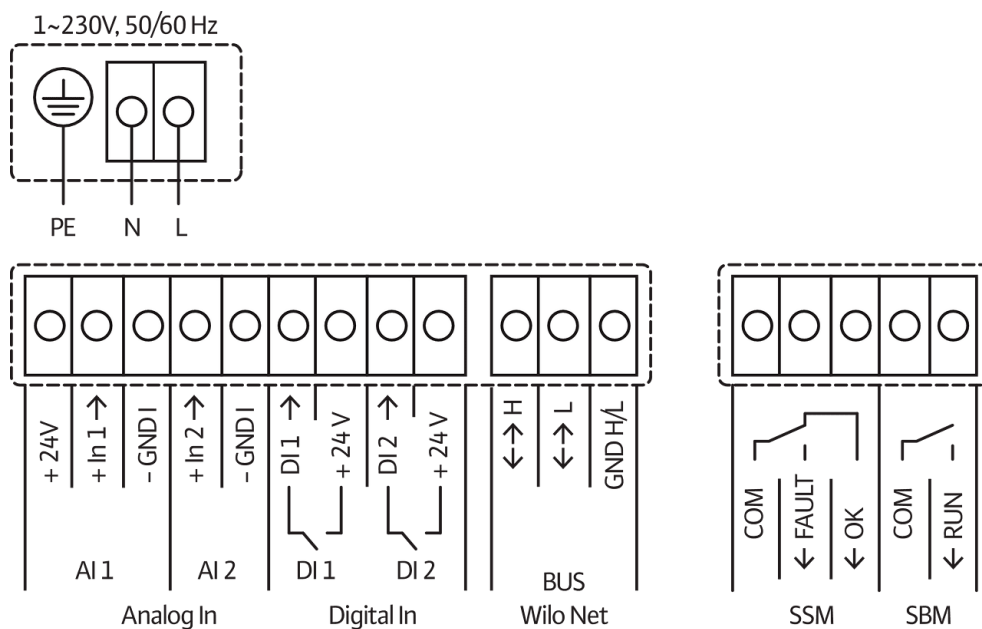 1~230V, 50/60 Hz
PE N L
+ 24V
+ In 1 →
– GND I
+ In 2 →
– GND I
DI 1 →
+ 24 V
DI 2 →
+ 24 V
↔ H
↔ L
GND H/L
COM
← FAULT
← OK
COM
← RUN
AI 1 AI 2 DI 1 DI 2 BUS
Analog In Digital In Wilo Net SSM SBM